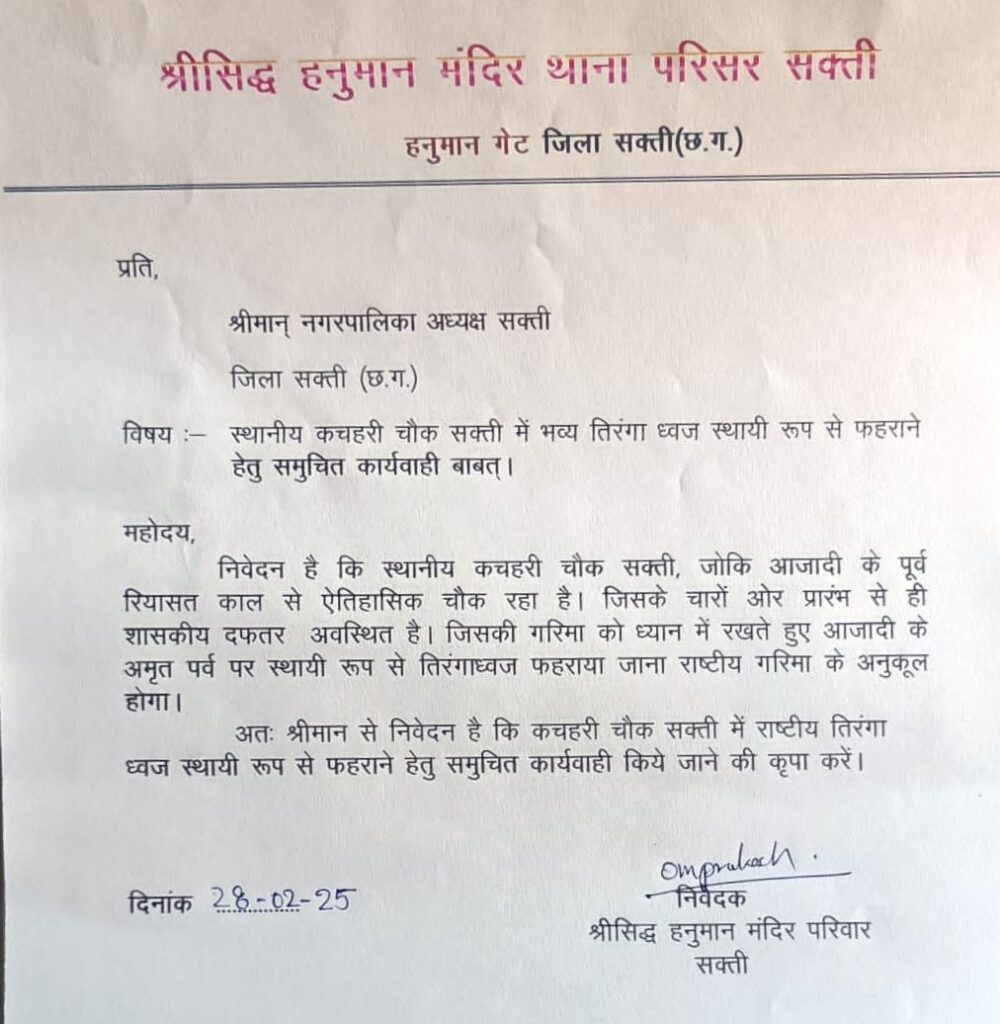 श्रीसिद्ध हनुमान मंदिर थाना परिसर सक्ती
हनुमान गेट जिला सक्ती(छ.ग.)
प्रति,
श्रीमान् नगरपालिका अध्यक्ष सक्ती
जिला सक्ती (छ.ग.)
विषय :– स्थानीय कचहरी चौक सक्ती में भव्य तिरंगा ध्वज स्थायी रूप से फहराने
हेतु समुचित कार्यवाही बाबत्।
महोदय,
निवेदन है कि स्थानीय कचहरी चौक सक्ती, जोकि आजादी के पूर्व
रियासत काल से ऐतिहासिक चौक रहा है। जिसके चारों ओर प्रारंभ से ही
शासकीय दफतर अवस्थित है। जिसकी गरिमा को ध्यान में रखते हुए आजादी के
अमृत पर्व पर स्थायी रूप से तिरंगाध्वज फहराया जाना राष्टीय गरिमा के अनुकूल
होगा।
अतः श्रीमान से निवेदन है कि कचहरी चौक सक्ती में राष्टीय तिरंगा
ध्वज स्थायी रूप से फहराने हेतु समुचित कार्यवाही किये जाने की कृपा करें।
Omprakash.
दिनांक 28-02-25
निवेदक
श्रीसिद्ध हनुमान मंदिर परिवार
सक्ती